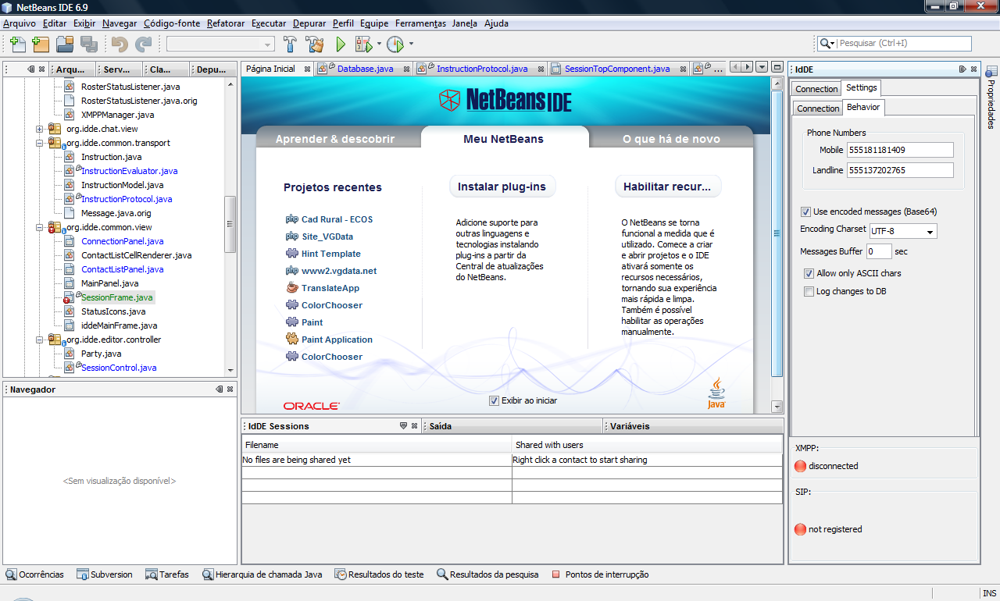 NetBeans IDE 6.9
Arquivo Editar Exibir Navegar Código-fonte Refatorar Executar Depurar Perfil Equipe Ferramentas Janela Ajuda
Pesquisar (Ctrl+I)
Arqu... Serv... Cla... Depu...
RosterStatusListener.java
RosterStatusListener.java.orig
XMPPManager.java
org.idde.chat.view
org.idde.common.transport
Instruction.java
InstructionEvaluator.java
InstructionModel.java
InstructionProtocol.java
Message.java.orig
org.idde.common.view
ConnectionPanel.java
ContactListCellRenderer.java
ContactListPanel.java
MainPanel.java
SessionFrame.java
StatusIcons.java
iddeMainFrame.java
org.idde.editor.controller
Party.java
SessionControl.java
Navegador
<Sem visualização disponível>
Página Inicial Database.java InstructionProtocol.java SessionTopComponent.java ...
NetBeans IDE
Aprender & descobrir Meu NetBeans O que há de novo
Projetos recentes
php Cad Rural - ECOS
php Site_VGData
Hint Template
php www2.vgdata.net
TranslateApp
ColorChooser
Paint
Paint Application
ColorChooser
Instalar plug-ins
Adicione suporte para
outras linguagens e
tecnologias instalando
plug-ins a partir da
Central de atualizações
do NetBeans.
Habilitar recur...
O NetBeans se torna
funcional a medida que é
utilizado. Comece a criar
e abrir projetos e o IDE
ativará somente os
recursos necessários,
tornando sua experiência
mais rápida e limpa.
Também é possível
habilitar as operações
manualmente.
ORACLE
Exibir ao iniciar
Java
IdDE Sessions Saída Variáveis
Filename Shared with users
No files are being shared yet Right click a contact to start sharing
IdDE
Connection Settings
Connection Behavior
Phone Numbers
Mobile 555181181409
Landline 555137202765
Use encoded messages (Base64)
Encoding Charset UTF-8
Messages Buffer 0 sec
Allow only ASCII chars
Log changes to DB
XMPP:
disconnected
SIP:
not registered
Propriedades
Ocorrências Subversion Tarefas Hierarquia de chamada Java Resultados do teste Resultados da pesquisa Pontos de interrupção
INS